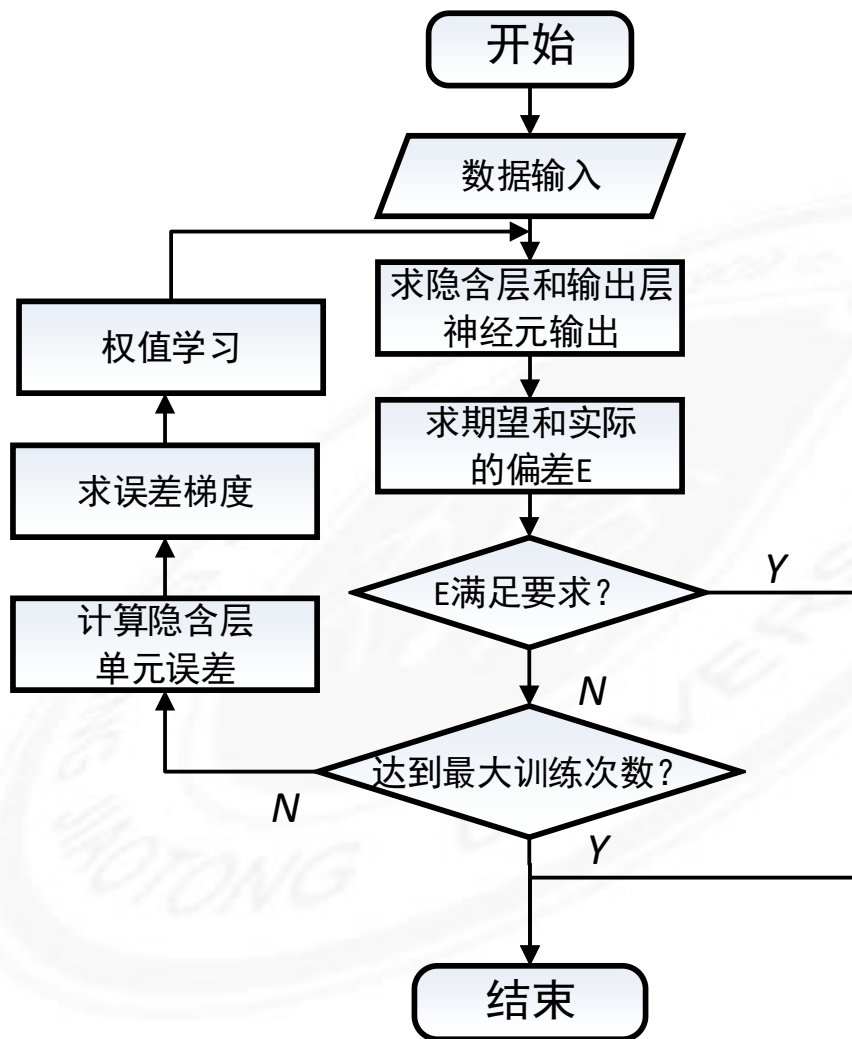 开始
数据输入
求隐含层和输出层
神经元输出
权值学习
求期望和实际
的偏差E
求误差梯度
E满足要求？
Y
计算隐含层
单元误差
N
达到最大训练次数？
N
Y
结束
JIAOTONG